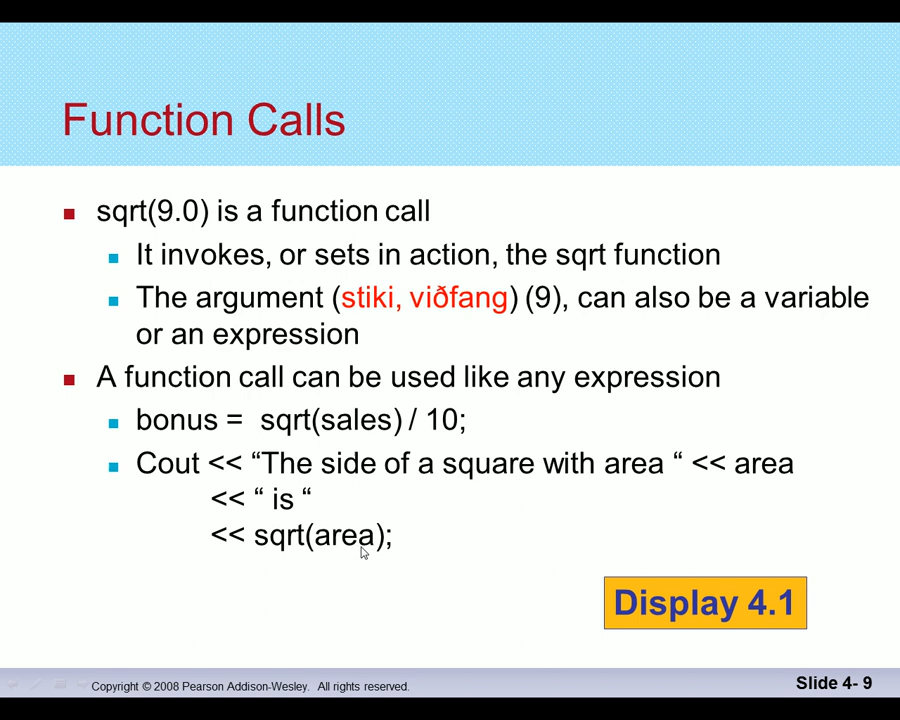 Function Calls
sqrt(9.0) is a function call
It invokes, or sets in action, the sqrt function
The argument (stiki, viðfang) (9), can also be a variable
or an expression
A function call can be used like any expression
bonus =  sqrt(sales) / 10;
Cout << “The side of a square with area “ << area
<< “ is “
<< sqrt(area);
Display 4.1
Copyright © 2008 Pearson Addison-Wesley.  All rights reserved.
Slide 4- 9